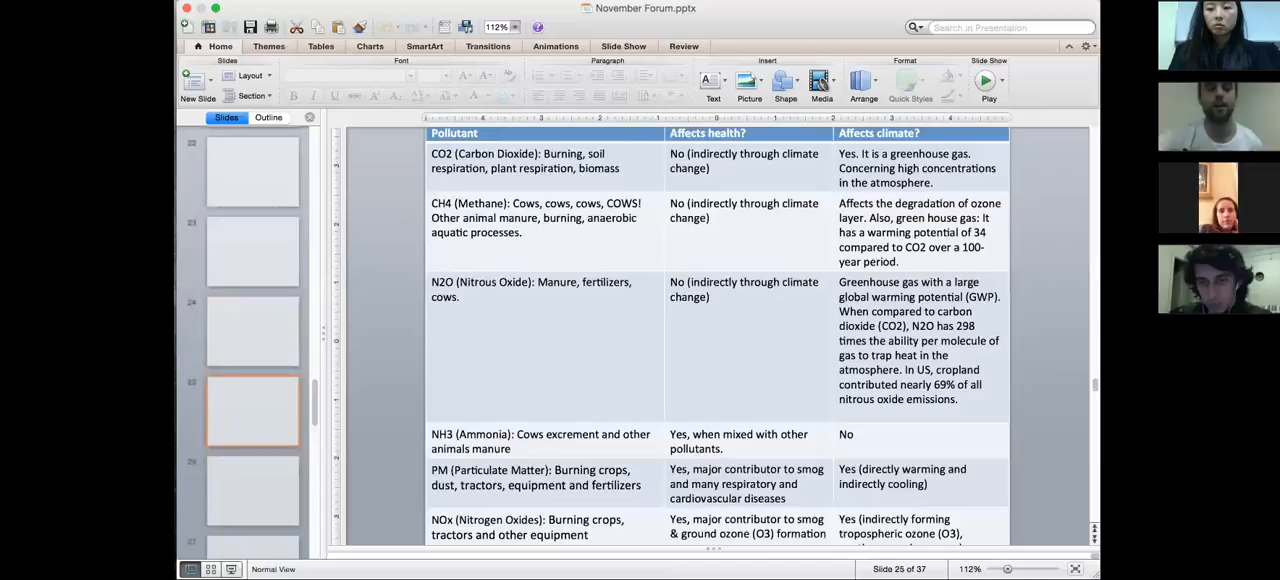 November Forum.pptx
112%
Search in Presentation
Home
Themes
Tables
Charts
SmartArt
Transitions
Animations
Slide Show
Review
Slides
Font
Paragraph
Insert
Format
Slide Show
New Slide
Layout
Section
Text
Picture
Shape
Media
Arrange
Quick Styles
Play
Slides
Outline
Pollutant
Affects health?
Affects climate?
CO2 (Carbon Dioxide): Burning, soil
respiration, plant respiration, biomass
No (indirectly through climate
change)
Yes. It is a greenhouse gas.
Concerning high concentrations
in the atmosphere.
CH4 (Methane): Cows, cows, cows, COWS!
Other animal manure, burning, anaerobic
aquatic processes.
No (indirectly through climate
change)
Affects the degradation of ozone
layer. Also, green house gas: It
has a warming potential of 34
compared to CO2 over a 100-
year period.
N2O (Nitrous Oxide): Manure, fertilizers,
cows.
No (indirectly through climate
change)
Greenhouse gas with a large
global warming potential (GWP).
When compared to carbon
dioxide (CO2), N2O has 298
times the ability per molecule of
gas to trap heat in the
atmosphere. In US, cropland
contributed nearly 69% of all
nitrous oxide emissions.
NH3 (Ammonia): Cows excrement and other
animals manure
Yes, when mixed with other
pollutants.
No
PM (Particulate Matter): Burning crops,
dust, tractors, equipment and fertilizers
Yes, major contributor to smog
and many respiratory and
cardiovascular diseases
Yes (directly warming and
indirectly cooling)
NOx (Nitrogen Oxides): Burning crops,
tractors and other equipment
Yes, major contributor to smog
& ground ozone (O3) formation
Yes (indirectly forming
tropospheric ozone (O3),
22
23
24
25
26
27
Normal View
Slide 25 of 37
112%